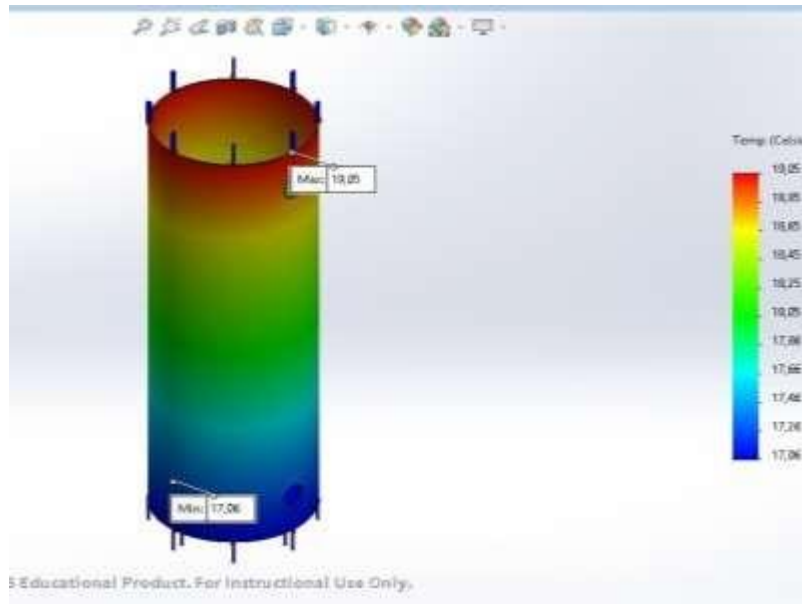 Temp (Celsi
19,05
Max: 19,05
18,85
18,65
18,45
18,25
18,05
17,86
17,66
17,46
17,26
17,06
Min: 17,06
S Educational Product. For Instructional Use Only.